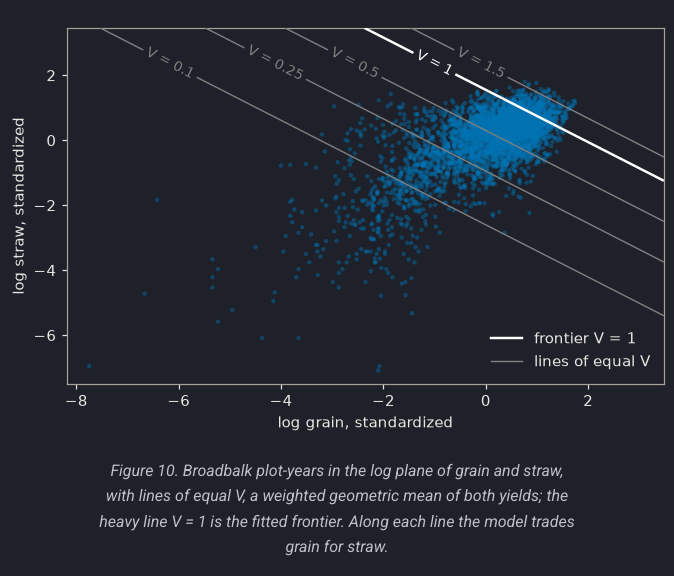 V = 0.1
V = 0.25
V = 0.5
V = 1
V = 1.5
2
0
−2
−4
−6
log straw, standardized
frontier V = 1
lines of equal V
−8
−6
−4
−2
0
2
log grain, standardized
Figure 10. Broadbalk plot-years in the log plane of grain and straw,
with lines of equal V, a weighted geometric mean of both yields; the
heavy line V = 1 is the fitted frontier. Along each line the model trades
grain for straw.